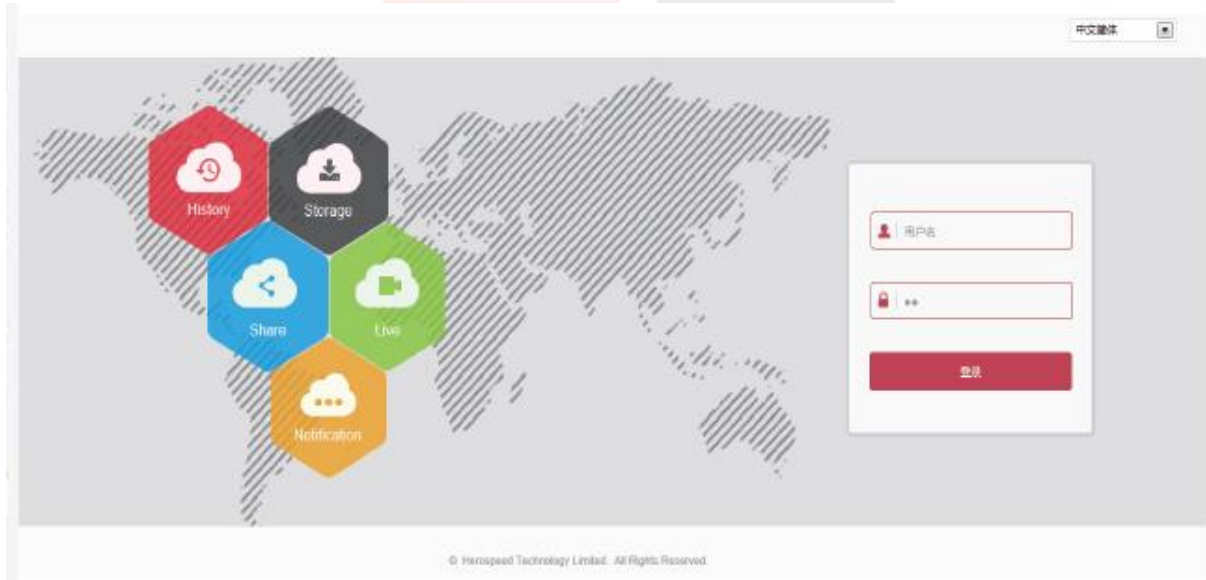 中文簡体
History
Storage
用户名
Share
Live
登录
Notification
© Herospeed Technology Limited. All Rights Reserved.